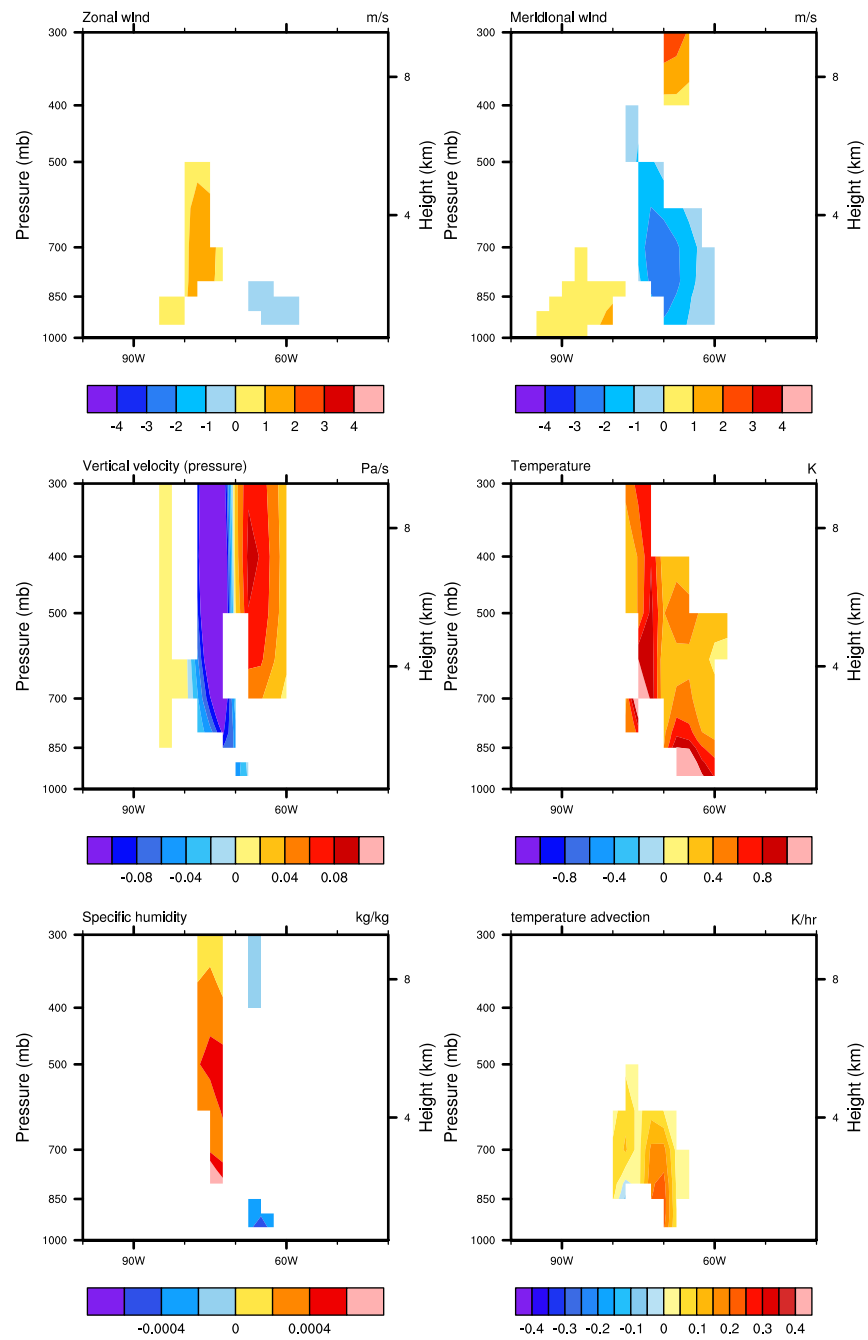 Zonal wind m/s
300
400
500
700
850
1000
Pressure (mb)
8
4
Height (km)
90W 60W
-4 -3 -2 -1 0 1 2 3 4
Meridional wind m/s
300
400
500
700
850
1000
Pressure (mb)
8
4
Height (km)
90W 60W
-4 -3 -2 -1 0 1 2 3 4
Vertical velocity (pressure) Pa/s
300
400
500
700
850
1000
Pressure (mb)
8
4
Height (km)
90W 60W
-0.08 -0.04 0 0.04 0.08
Temperature K
300
400
500
700
850
1000
Pressure (mb)
8
4
Height (km)
90W 60W
-0.8 -0.4 0 0.4 0.8
Specific humidity kg/kg
300
400
500
700
850
1000
Pressure (mb)
8
4
Height (km)
90W 60W
-0.0004 0 0.0004
temperature advection K/hr
300
400
500
700
850
1000
Pressure (mb)
8
4
Height (km)
90W 60W
-0.4 -0.3 -0.2 -0.1 0 0.1 0.2 0.3 0.4